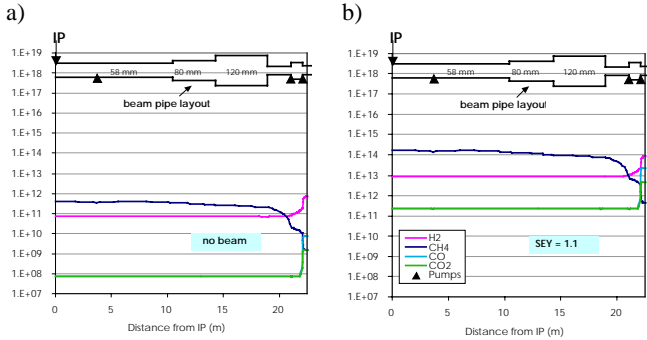 a)
IP
1.E+19
1.E+18
1.E+17
1.E+16
1.E+15
1.E+14
1.E+13
1.E+12
1.E+11
1.E+10
1.E+09
1.E+08
1.E+07
58 mm
80 mm
120 mm
beam pipe layout
no beam
0
5
10
15
20
Distance from IP (m)
b)
IP
1.E+19
1.E+18
1.E+17
1.E+16
1.E+15
1.E+14
1.E+13
1.E+12
1.E+11
1.E+10
1.E+09
1.E+08
1.E+07
58 mm
80 mm
120 mm
beam pipe layout
H2
CH4
CO
CO2
Pumps
SEY = 1.1
0
5
10
15
20
Distance from IP (m)